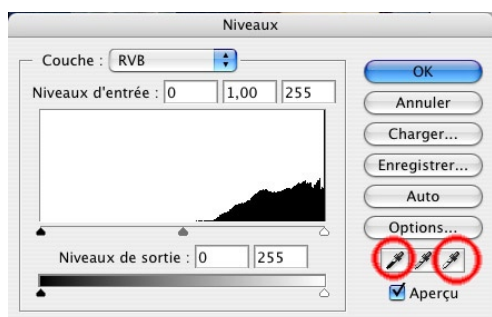 Niveaux
Couche : RVB
Niveaux d'entrée : 0 1,00 255
Niveaux de sortie : 0 255
OK
Annuler
Charger...
Enregistrer...
Auto
Options...
Aperçu